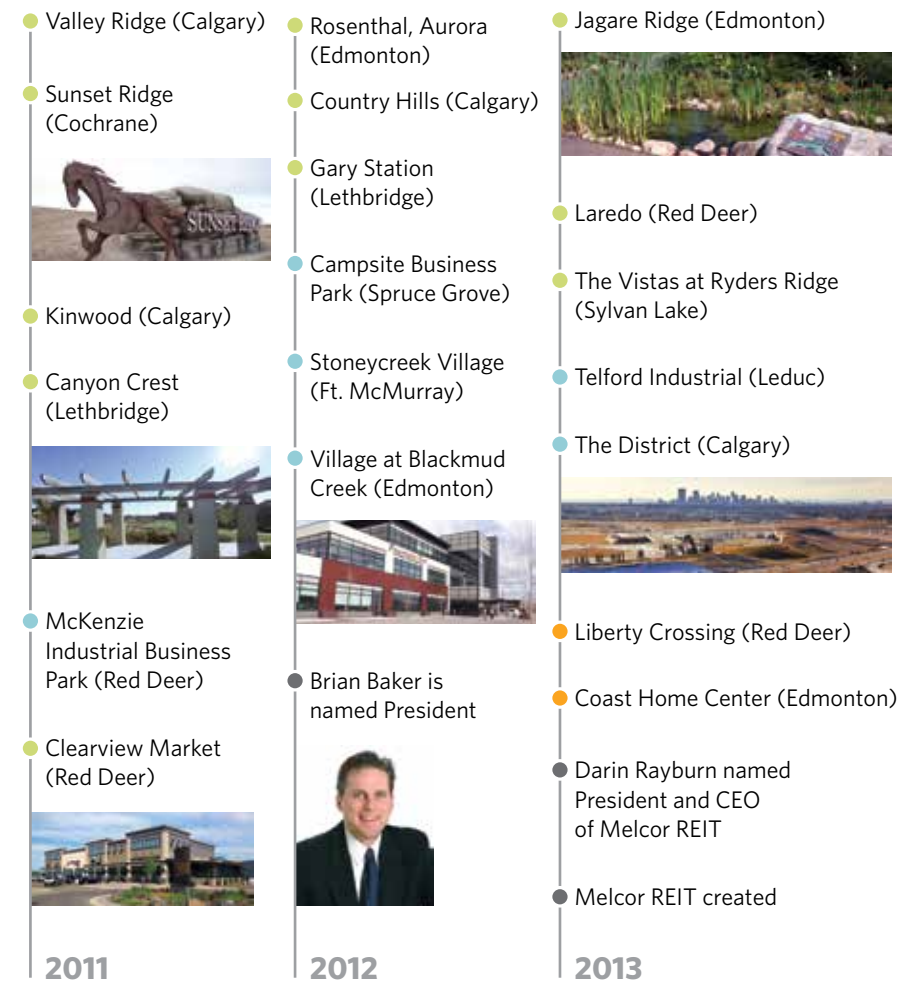 Valley Ridge (Calgary)
Sunset Ridge
(Cochrane)
SUNSET
Kinwood (Calgary)
Canyon Crest
(Lethbridge)
McKenzie
Industrial Business
Park (Red Deer)
Clearview Market
(Red Deer)
2011
Rosenthal, Aurora
(Edmonton)
Country Hills (Calgary)
Gary Station
(Lethbridge)
Campsite Business
Park (Spruce Grove)
Stoneycreek Village
(Ft. McMurray)
Village at Blackmud
Creek (Edmonton)
Brian Baker is
named President
2012
Jagare Ridge (Edmonton)
Laredo (Red Deer)
The Vistas at Ryders Ridge
(Sylvan Lake)
Telford Industrial (Leduc)
The District (Calgary)
Liberty Crossing (Red Deer)
Coast Home Center (Edmonton)
Darin Rayburn named
President and CEO
of Melcor REIT
Melcor REIT created
2013